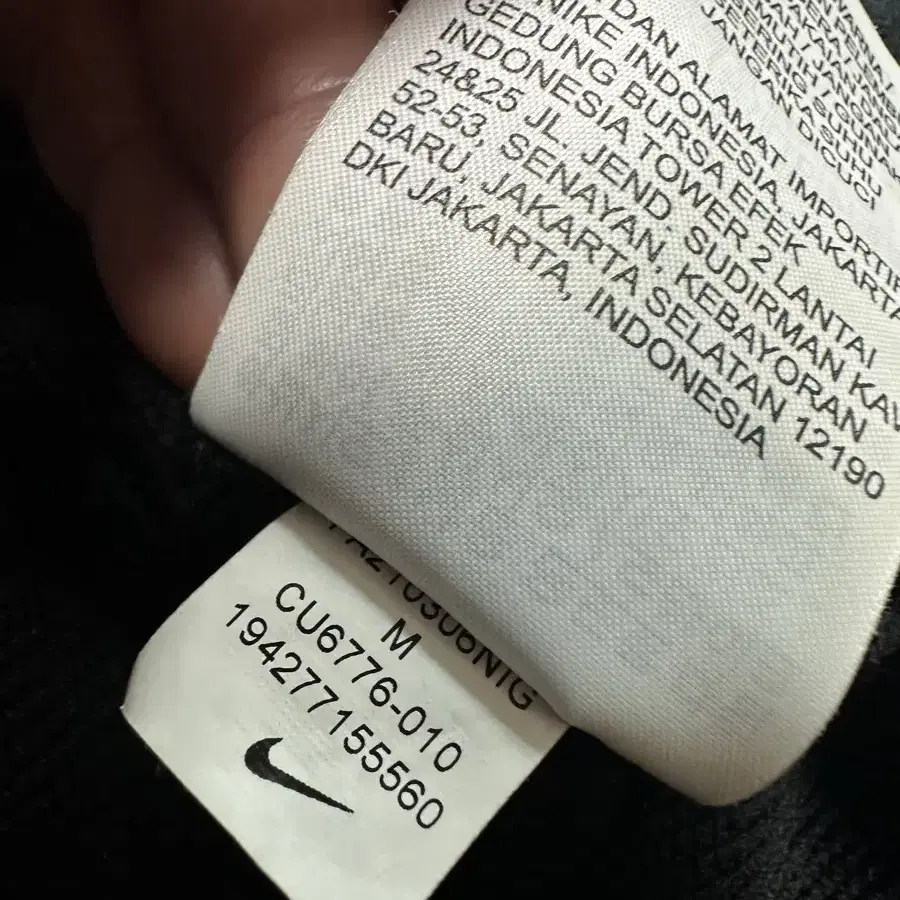 DAN ALAMAT IMPORTIR
NIKE INDONESIA, JAKARTA
GEDUNG BURSA EFEK
INDONESIA TOWER 2 LANTAI
24&25 JL. JEND. SUDIRMAN KAV
52-53, SENAYAN, KEBAYORAN
BARU, JAKARTA SELATAN 12190
DKI JAKARTA, INDONESIA
JANGAN DICUCI
FA210306NTG
M
CU6776-010
194277155560